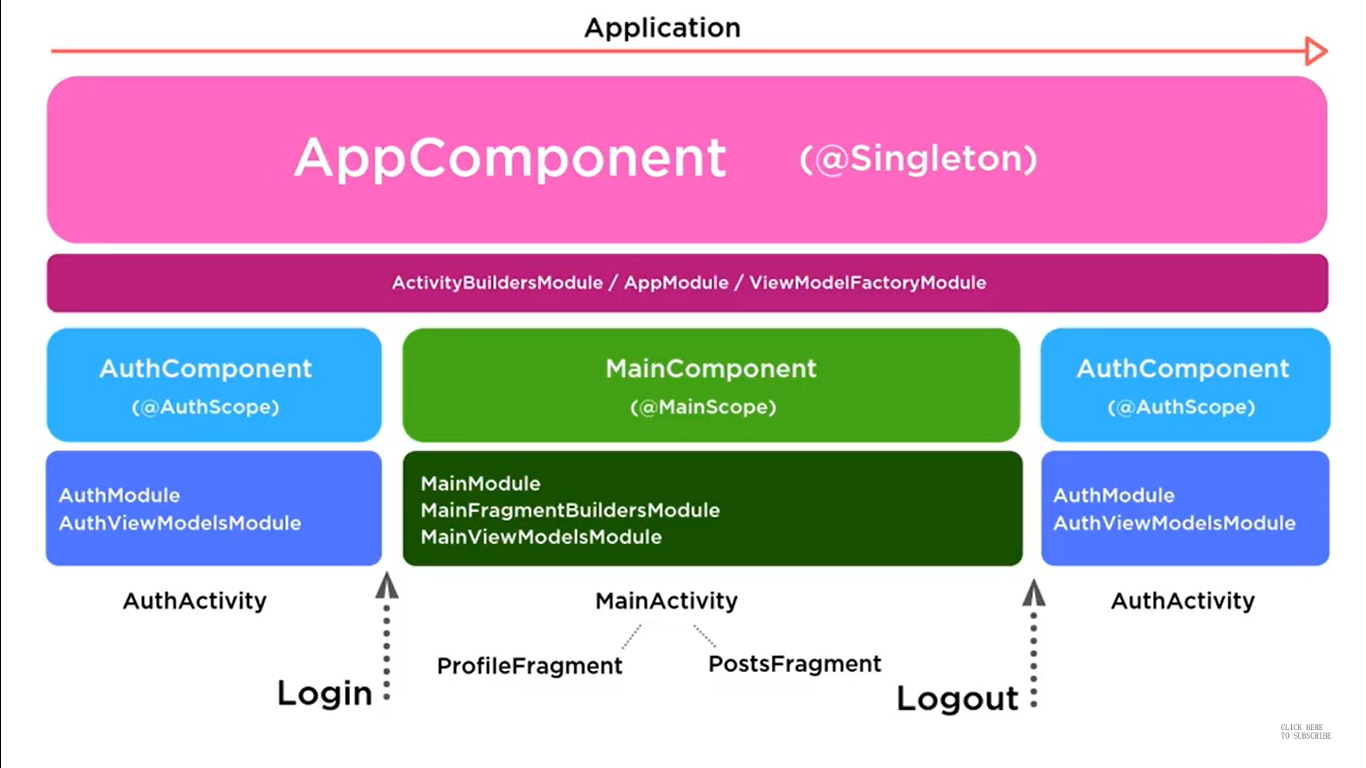 Application
AppComponent (@Singleton)
ActivityBuildersModule / AppModule / ViewModelFactoryModule
AuthComponent
(@AuthScope)
MainComponent
(@MainScope)
AuthComponent
(@AuthScope)
AuthModule
AuthViewModelsModule
MainModule
MainFragmentBuildersModule
MainViewModelsModule
AuthModule
AuthViewModelsModule
AuthActivity
MainActivity
AuthActivity
ProfileFragment
PostsFragment
Login
Logout
CLICK HERE
TO SUBSCRIBE